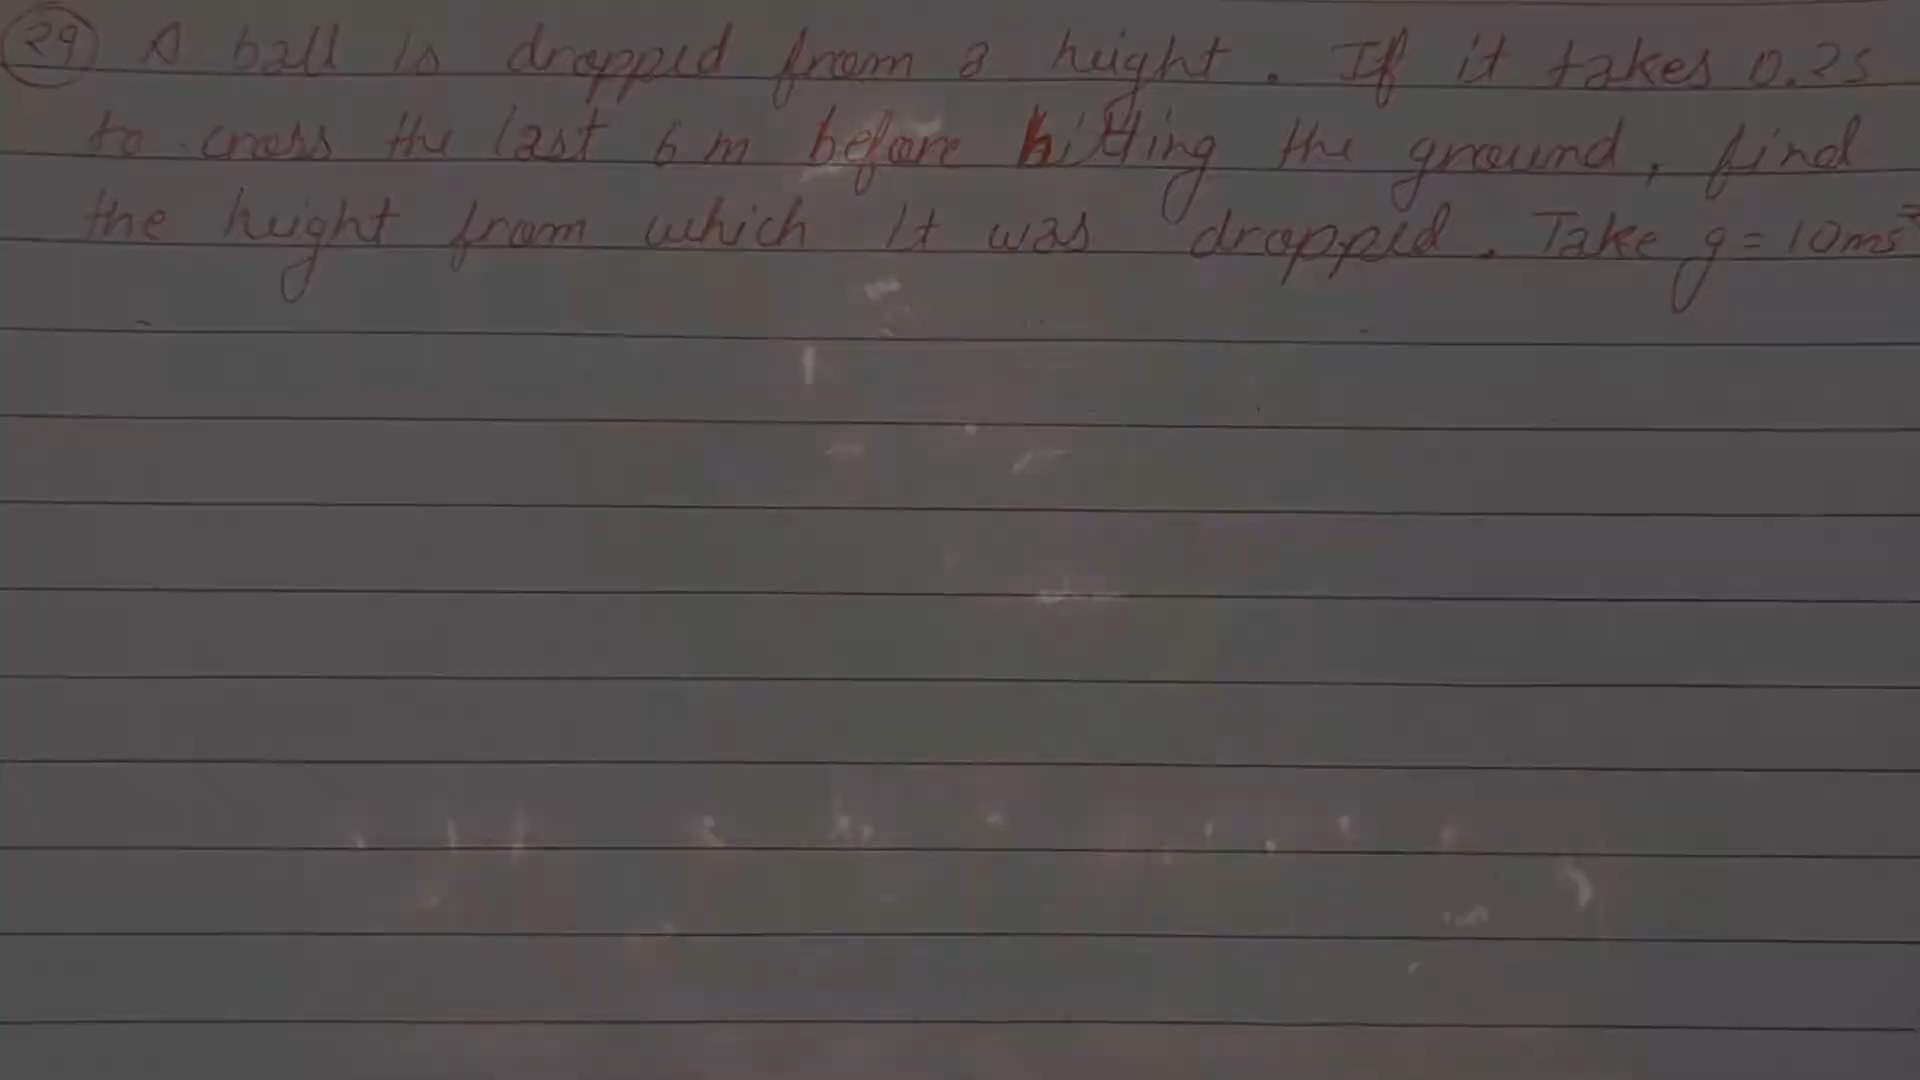 29 A ball is dropped from a height. If it takes 0.2s
to cross the last 6 m before hitting the ground, find
the height from which it was dropped. Take g = 10ms⁻²